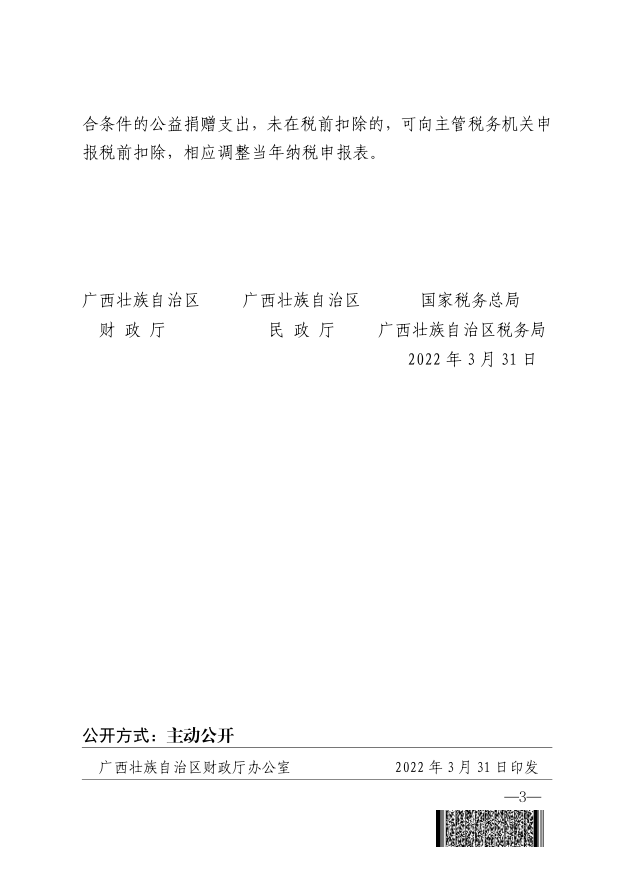 合条件的公益捐赠支出，未在税前扣除的，可向主管税务机关申
报税前扣除，相应调整当年纳税申报表。
广西壮族自治区 广西壮族自治区 国家税务总局
财 政 厅 民 政 厅 广西壮族自治区税务局
2022 年 3 月 31 日
公开方式：主动公开
广西壮族自治区财政厅办公室 2022 年 3 月 31 日印发
—3—